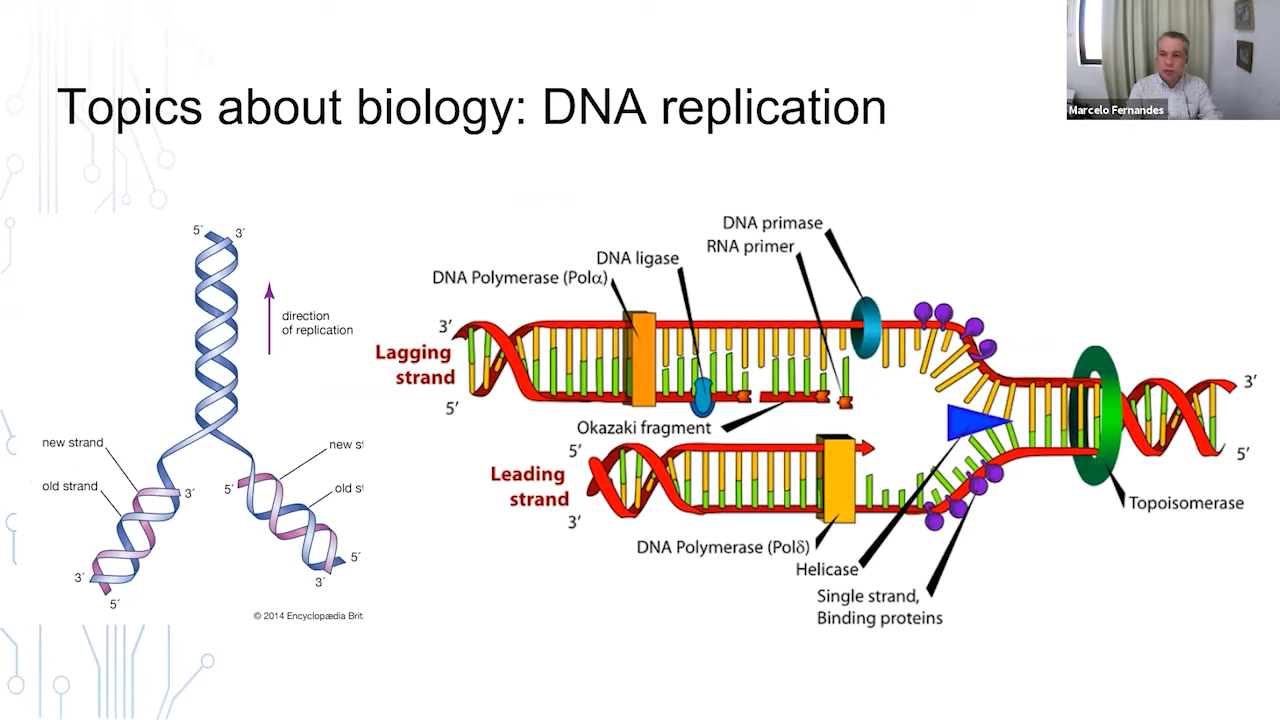 Topics about biology: DNA replication
Marcelo Fernandes
5′
3′
direction
of replication
new strand
old strand
3′
3′
5′
new st
5′
old st
5′
3′
© 2014 Encyclopædia Brit
DNA primase
RNA primer
DNA ligase
DNA Polymerase (Polα)
3′
Lagging
strand
5′
Okazaki fragment
5′
Leading
strand
3′
DNA Polymerase (Polδ)
Helicase
Single strand,
Binding proteins
3′
5′
Topoisomerase